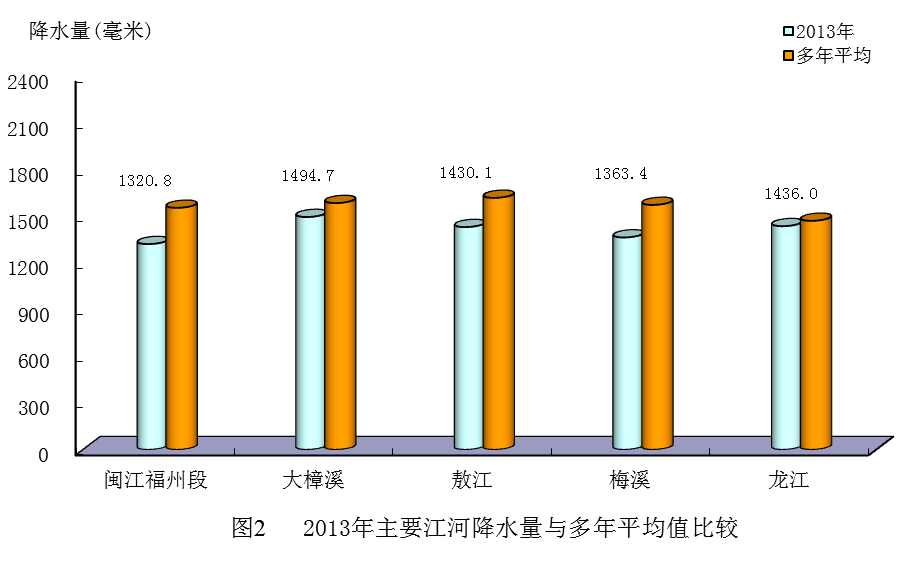 降水量(毫米)
2013年
多年平均
2400
2100
1800
1500
1200
900
600
300
0
1320.8
1494.7
1430.1
1363.4
1436.0
闽江福州段
大樟溪
敖江
梅溪
龙江
图2 2013年主要江河降水量与多年平均值比较